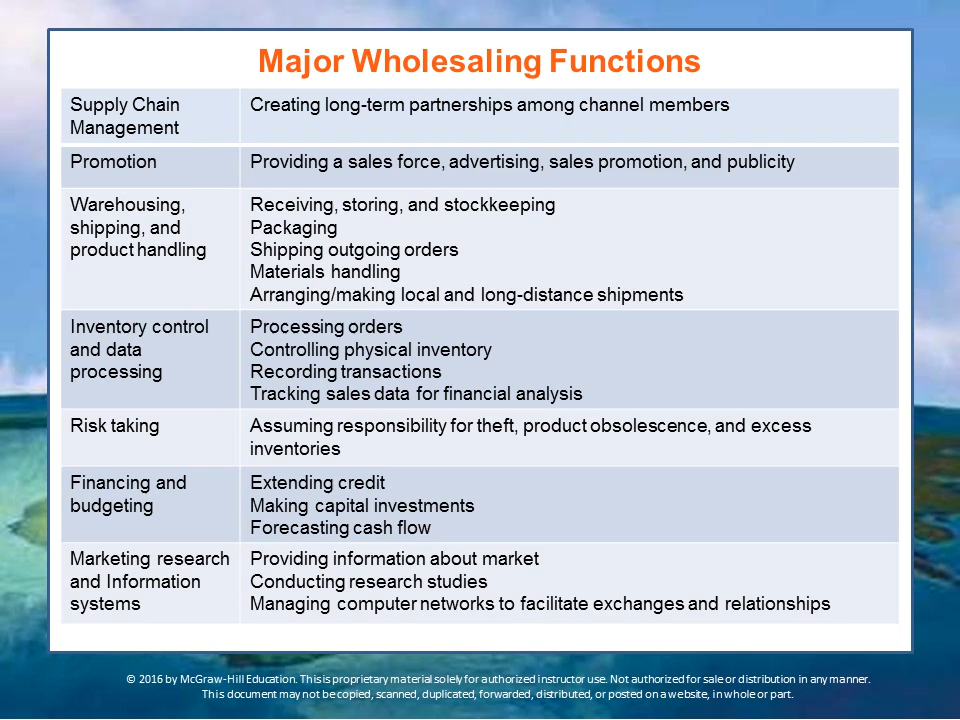 Major Wholesaling Functions
Supply Chain
Management
Creating long-term partnerships among channel members
Promotion
Providing a sales force, advertising, sales promotion, and publicity
Warehousing,
shipping, and
product handling
Receiving, storing, and stockkeeping
Packaging
Shipping outgoing orders
Materials handling
Arranging/making local and long-distance shipments
Inventory control
and data
processing
Processing orders
Controlling physical inventory
Recording transactions
Tracking sales data for financial analysis
Risk taking
Assuming responsibility for theft, product obsolescence, and excess
inventories
Financing and
budgeting
Extending credit
Making capital investments
Forecasting cash flow
Marketing research
and Information
systems
Providing information about market
Conducting research studies
Managing computer networks to facilitate exchanges and relationships
© 2016 by McGraw-Hill Education. This is proprietary material solely for authorized instructor use. Not authorized for sale or distribution in any manner.
This document may not be copied, scanned, duplicated, forwarded, distributed, or posted on a website, in whole or part.